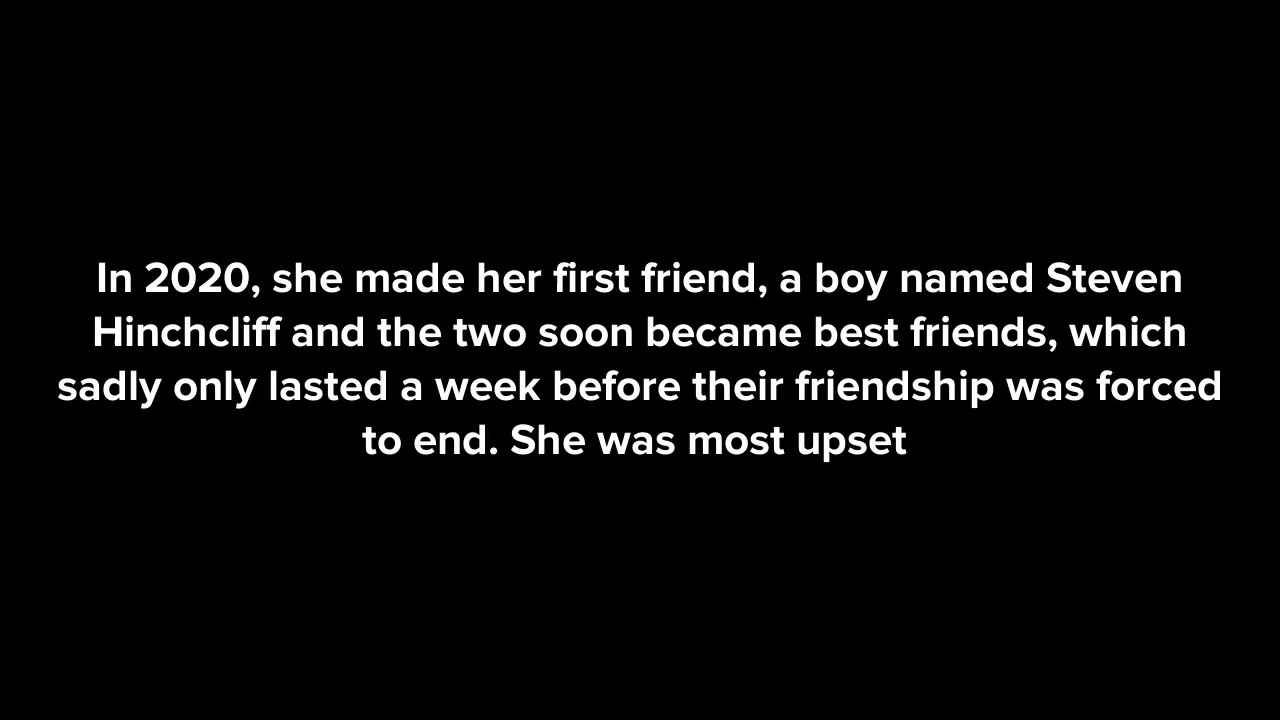 In 2020, she made her first friend, a boy named Steven
Hinchcliff and the two soon became best friends, which
sadly only lasted a week before their friendship was forced
to end. She was most upset